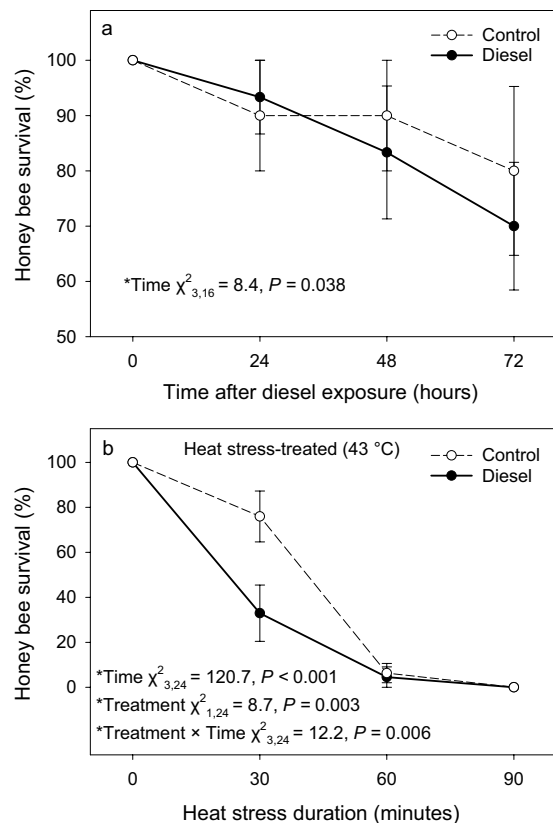 a
Control
Diesel
Honey bee survival (%)
100
90
80
70
60
50
*Time χ²₃,₁₆ = 8.4, P = 0.038
0 24 48 72
Time after diesel exposure (hours)
b Heat stress-treated (43 °C)
Control
Diesel
Honey bee survival (%)
100
80
60
40
20
0
*Time χ²₃,₂₄ = 120.7, P < 0.001
*Treatment χ²₁,₂₄ = 8.7, P = 0.003
*Treatment × Time χ²₃,₂₄ = 12.2, P = 0.006
0 30 60 90
Heat stress duration (minutes)